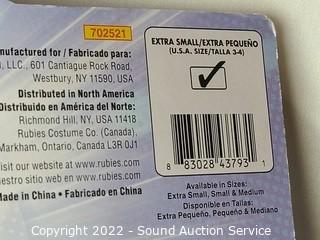 702521
nufactured for / Fabricado para:
, LLC., 601 Cantiague Rock Road,
Westbury, NY 11590, USA
Distributed in North America
Distribuido en América del Norte:
Richmond Hill, NY, USA 11418
Rubies Costume Co. (Canada),
Markham, Ontario, Canada L3R 0J1
isit our website at www.rubies.com
uestro sitio web en www.rubies.com
Made in China • Fabricado en China
EXTRA SMALL/EXTRA PEQUEÑO
(U.S.A. SIZE/TALLA 3-4)
8 83028 43793 1
Available in Sizes:
Extra Small, Small & Medium
Disponible en Tallas:
Extra Pequeño, Pequeño & Mediano
Copyright 2022 - Sound Auction Service